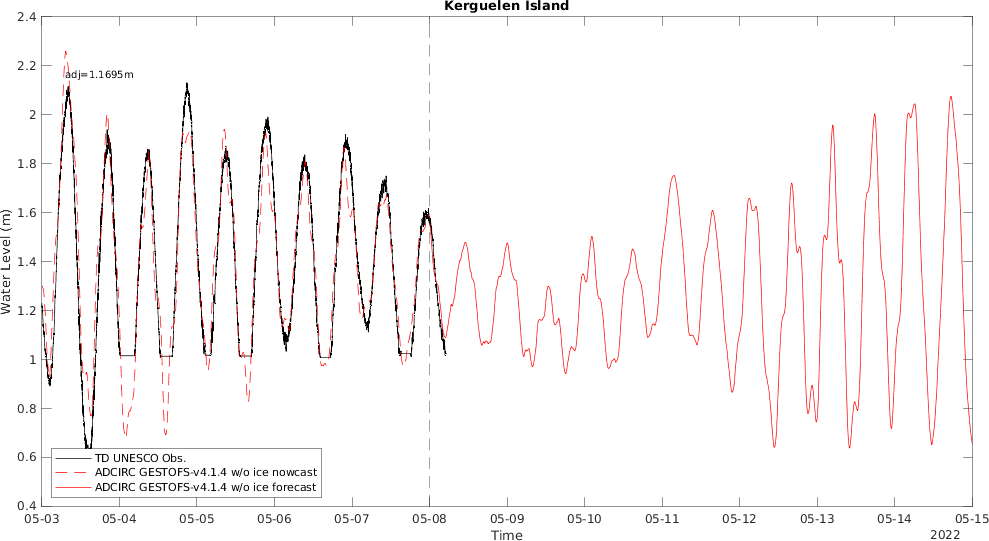 Kerguelen Island
2.4
2.2
2
1.8
1.6
1.4
1.2
1
0.8
0.6
0.4
Water Level (m)
adj=1.1695m
TD UNESCO Obs.
ADCIRC GESTOFS-v4.1.4 w/o ice nowcast
ADCIRC GESTOFS-v4.1.4 w/o ice forecast
05-03 05-04 05-05 05-06 05-07 05-08 05-09 05-10 05-11 05-12 05-13 05-14 05-15
Time
2022